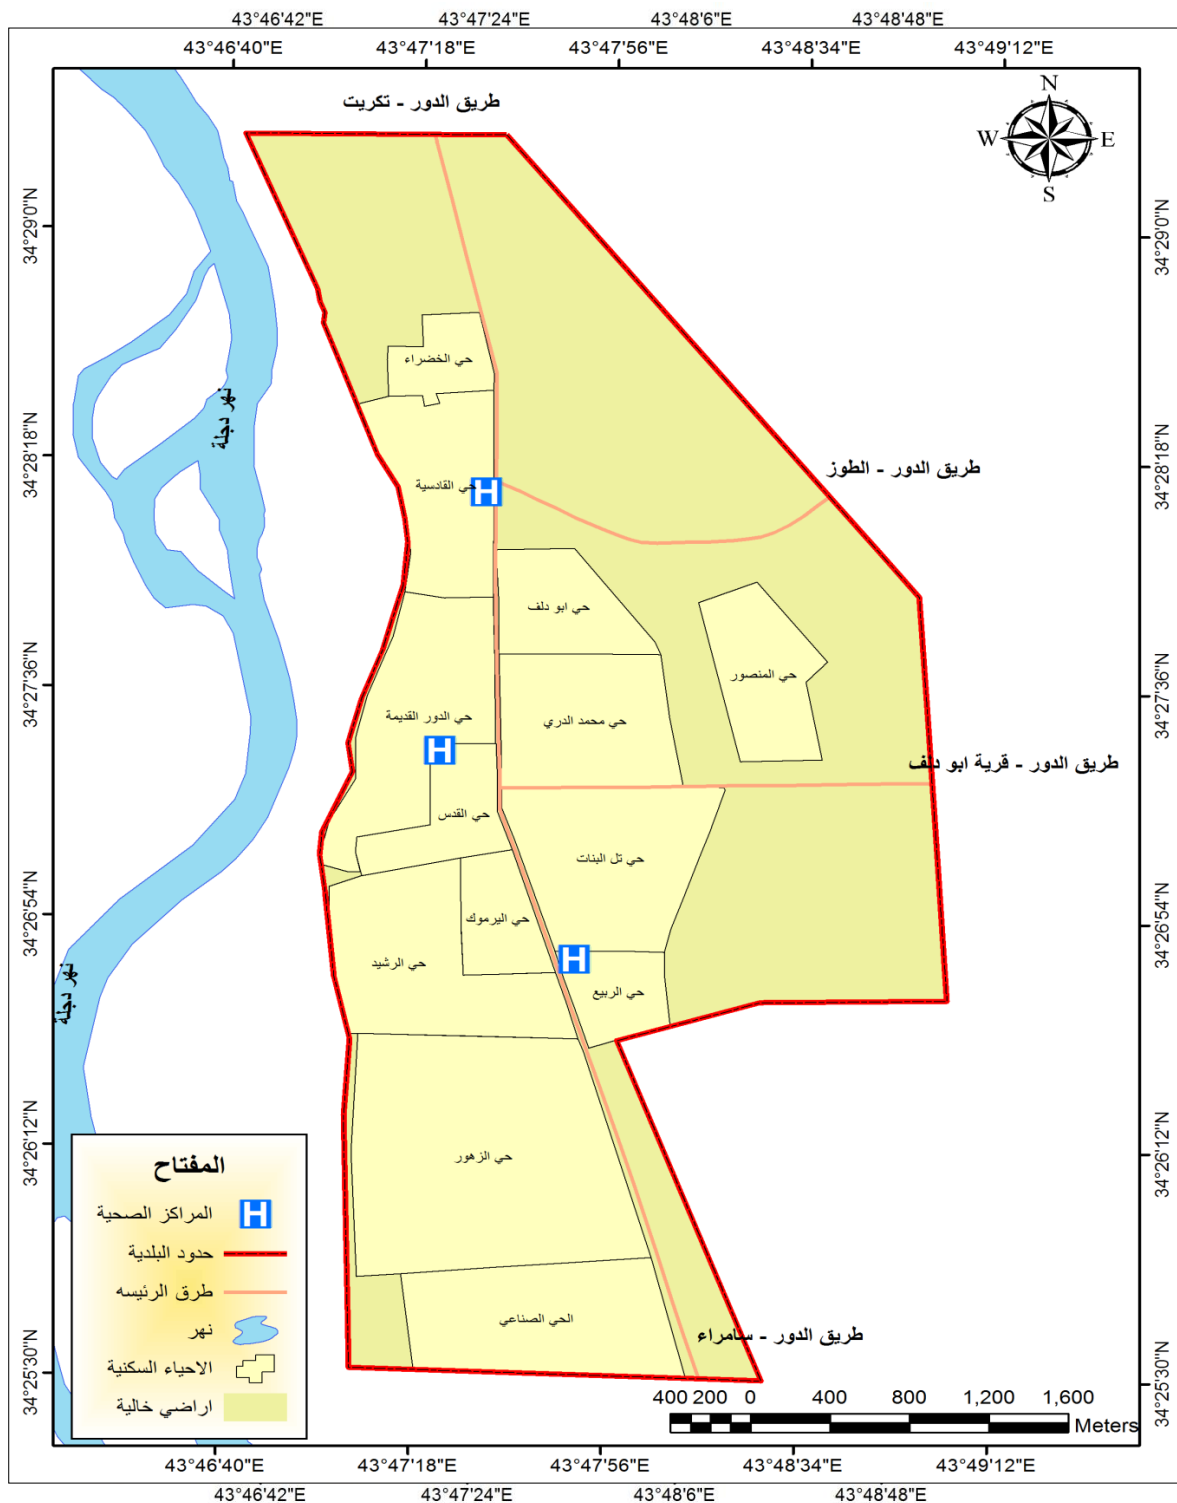 43°46'42"E 43°47'24"E 43°48'6"E 43°48'48"E
43°46'40"E 43°47'18"E 43°47'56"E 43°48'34"E 43°49'12"E
طريق الدور - تكريت
N
W E
S
34°29'0"N 34°29'0"N
حي الخضراء
نهر دجلة
34°28'18"N 34°28'18"N
طريق الدور - الطوز
حي القادسية
H
حي ابو دلف
حي المنصور
34°27'36"N 34°27'36"N
حي الدور القديمة
حي محمد الدري
H
طريق الدور - قرية ابو دلف
حي القدس
حي تل البنات
34°26'54"N 34°26'54"N
حي اليرموك
حي الرشيد
H
حي الربيع
نهر دجلة
34°26'12"N 34°26'12"N
حي الزهور
المفتاح
المراكز الصحية
H
حدود البلدية
طرق الرئيسه
نهر
الاحياء السكنية
اراضي خالية
الحي الصناعي
طريق الدور - سامراء
34°25'30"N 34°25'30"N
400 200 0 400 800 1,200 1,600
Meters
43°46'40"E 43°47'18"E 43°47'56"E 43°48'34"E 43°49'12"E
43°46'42"E 43°47'24"E 43°48'6"E 43°48'48"E